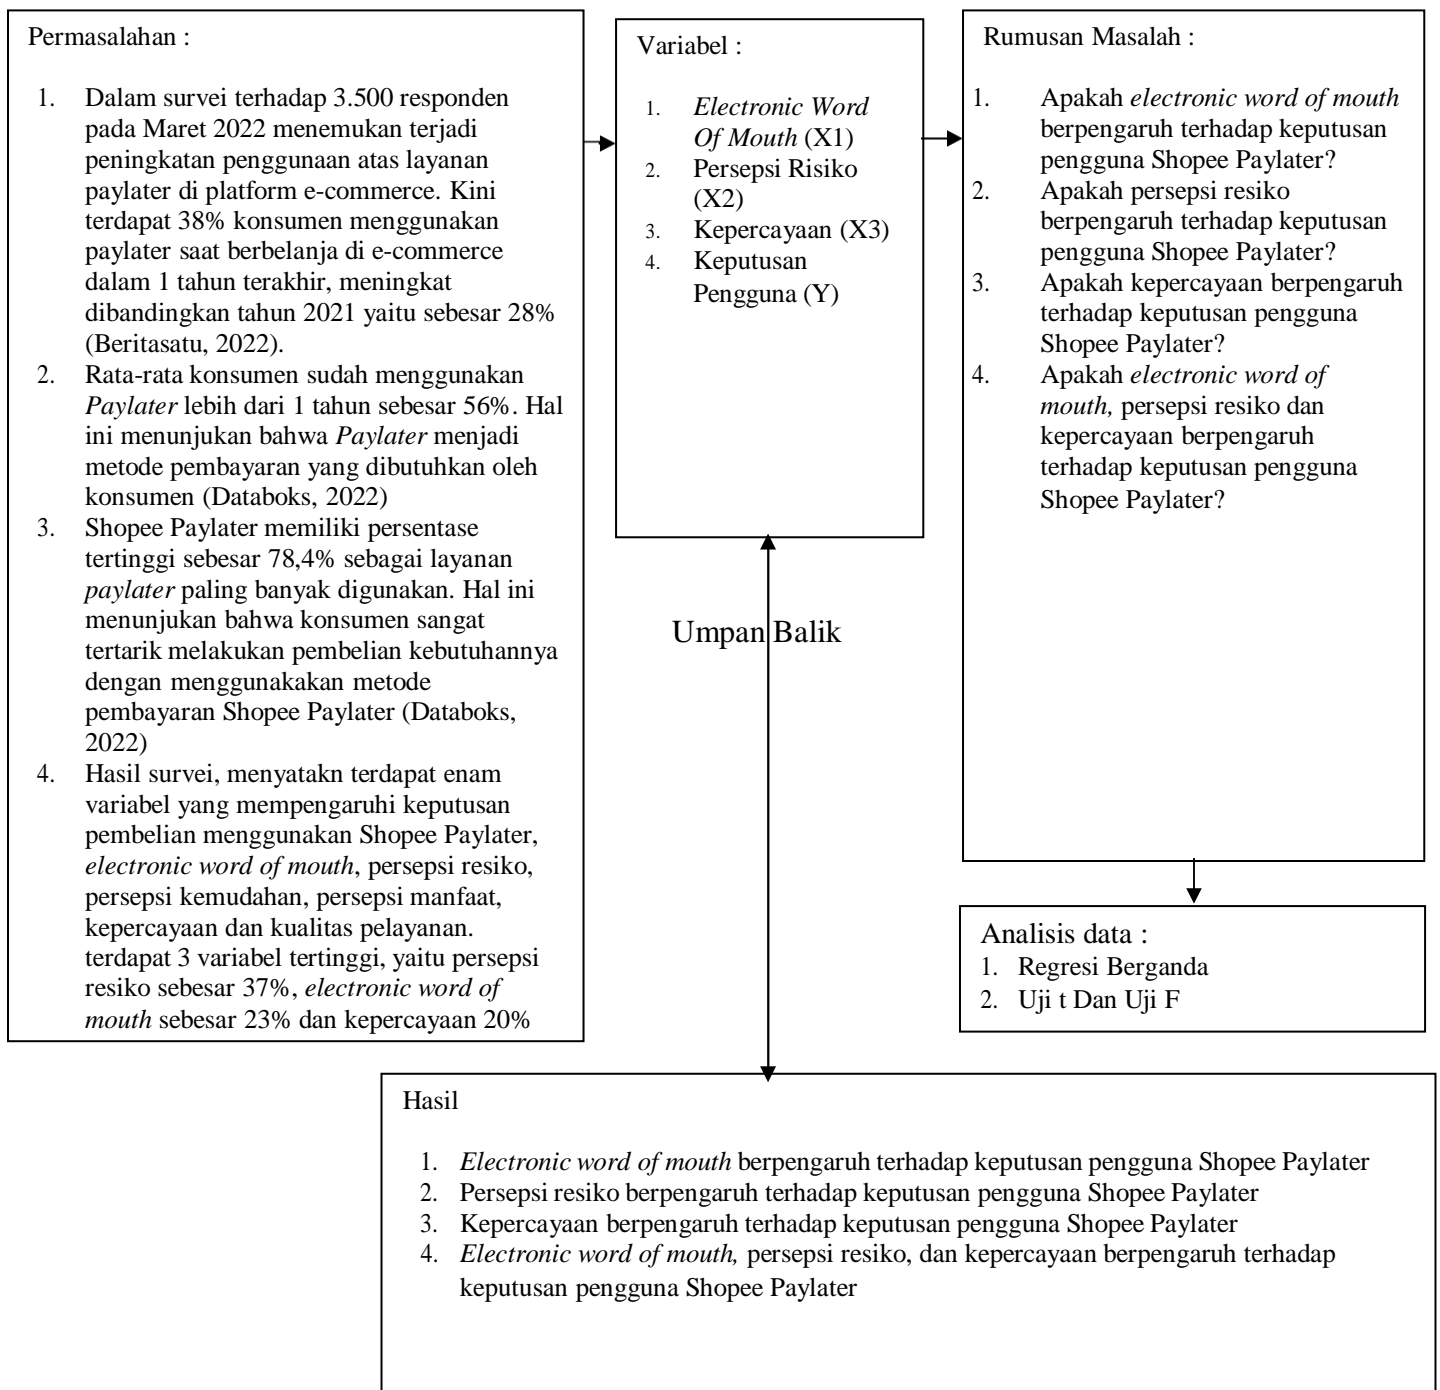 Permasalahan :
1. Dalam survei terhadap 3.500 responden
pada Maret 2022 menemukan terjadi
peningkatan penggunaan atas layanan
paylater di platform e-commerce. Kini
terdapat 38% konsumen menggunakan
paylater saat berbelanja di e-commerce
dalam 1 tahun terakhir, meningkat
dibandingkan tahun 2021 yaitu sebesar 28%
(Beritasatu, 2022).
2. Rata-rata konsumen sudah menggunakan
Paylater lebih dari 1 tahun sebesar 56%. Hal
ini menunjukan bahwa Paylater menjadi
metode pembayaran yang dibutuhkan oleh
konsumen (Databoks, 2022)
3. Shopee Paylater memiliki persentase
tertinggi sebesar 78,4% sebagai layanan
paylater paling banyak digunakan. Hal ini
menunjukan bahwa konsumen sangat
tertarik melakukan pembelian kebutuhannya
dengan menggunakakan metode
pembayaran Shopee Paylater (Databoks,
2022)
4. Hasil survei, menyatakn terdapat enam
variabel yang mempengaruhi keputusan
pembelian menggunakan Shopee Paylater,
electronic word of mouth, persepsi resiko,
persepsi kemudahan, persepsi manfaat,
kepercayaan dan kualitas pelayanan.
terdapat 3 variabel tertinggi, yaitu persepsi
resiko sebesar 37%, electronic word of
mouth sebesar 23% dan kepercayaan 20%
Variabel :
1. Electronic Word
Of Mouth (X1)
2. Persepsi Risiko
(X2)
3. Kepercayaan (X3)
4. Keputusan
Pengguna (Y)
Rumusan Masalah :
1. Apakah electronic word of mouth
berpengaruh terhadap keputusan
pengguna Shopee Paylater?
2. Apakah persepsi resiko
berpengaruh terhadap keputusan
pengguna Shopee Paylater?
3. Apakah kepercayaan berpengaruh
terhadap keputusan pengguna
Shopee Paylater?
4. Apakah electronic word of
mouth, persepsi resiko dan
kepercayaan berpengaruh
terhadap keputusan pengguna
Shopee Paylater?
Umpan Balik
Analisis data :
1. Regresi Berganda
2. Uji t Dan Uji F
Hasil
1. Electronic word of mouth berpengaruh terhadap keputusan pengguna Shopee Paylater
2. Persepsi resiko berpengaruh terhadap keputusan pengguna Shopee Paylater
3. Kepercayaan berpengaruh terhadap keputusan pengguna Shopee Paylater
4. Electronic word of mouth, persepsi resiko, dan kepercayaan berpengaruh terhadap
keputusan pengguna Shopee Paylater